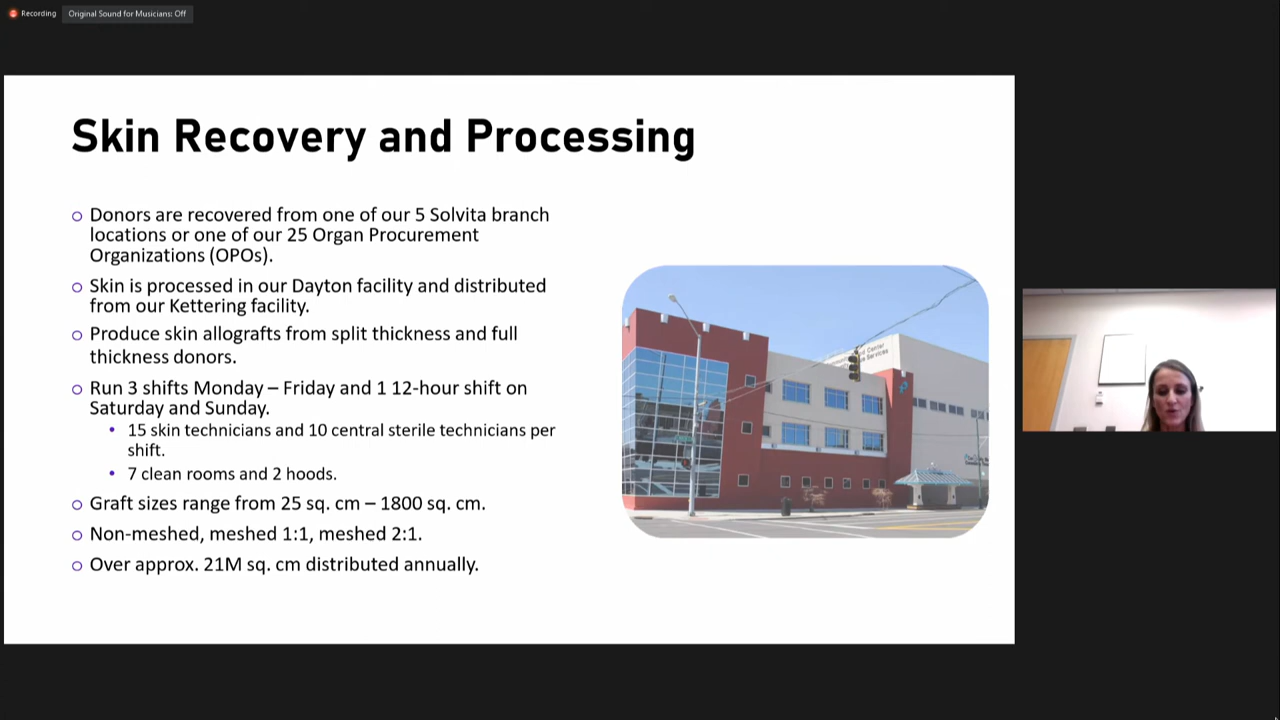 Recording
Original Sound for Musicians: Off
Skin Recovery and Processing
Donors are recovered from one of our 5 Solvita branch
locations or one of our 25 Organ Procurement
Organizations (OPOs).
Skin is processed in our Dayton facility and distributed
from our Kettering facility.
Produce skin allografts from split thickness and full
thickness donors.
Run 3 shifts Monday – Friday and 1 12-hour shift on
Saturday and Sunday.
15 skin technicians and 10 central sterile technicians per
shift.
7 clean rooms and 2 hoods.
Graft sizes range from 25 sq. cm – 1800 sq. cm.
Non-meshed, meshed 1:1, meshed 2:1.
Over approx. 21M sq. cm distributed annually.
Center
Services